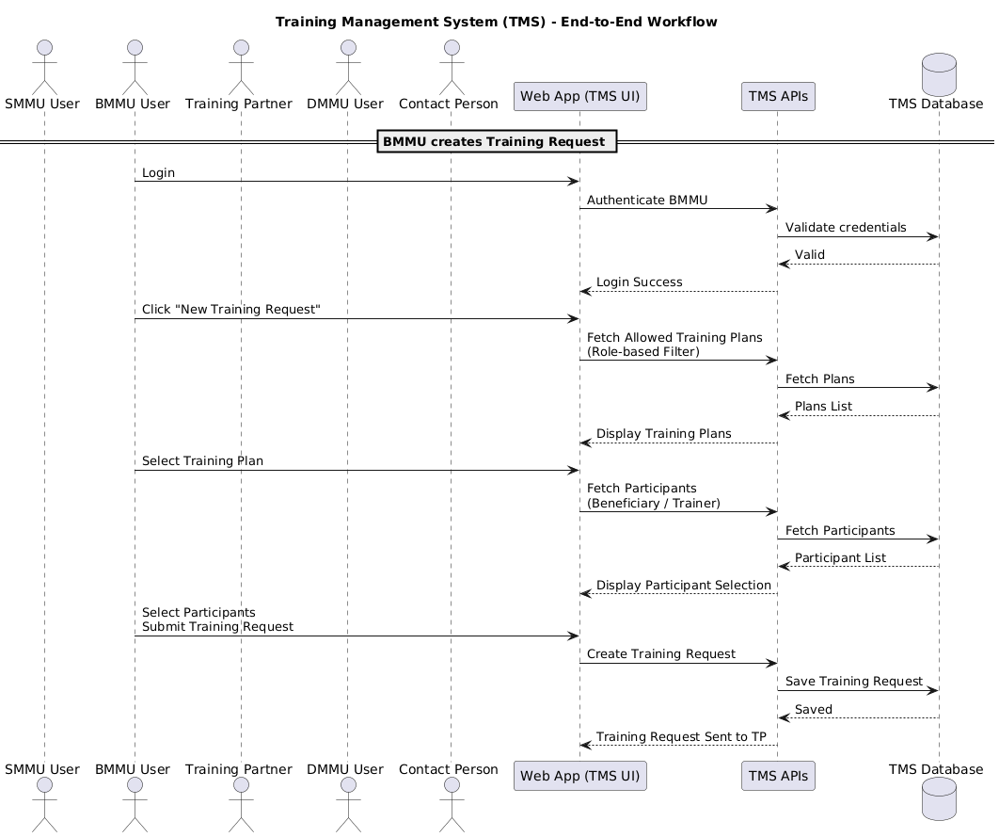 Training Management System (TMS) - End-to-End Workflow
SMMU User
BMMU User
Training Partner
DMMU User
Contact Person
Web App (TMS UI)
TMS APIs
TMS Database
BMMU creates Training Request
Login
Authenticate BMMU
Validate credentials
Valid
Login Success
Click "New Training Request"
Fetch Allowed Training Plans
(Role-based Filter)
Fetch Plans
Plans List
Display Training Plans
Select Training Plan
Fetch Participants
(Beneficiary / Trainer)
Fetch Participants
Participant List
Display Participant Selection
Select Participants
Submit Training Request
Create Training Request
Save Training Request
Saved
Training Request Sent to TP
SMMU User
BMMU User
Training Partner
DMMU User
Contact Person
Web App (TMS UI)
TMS APIs
TMS Database